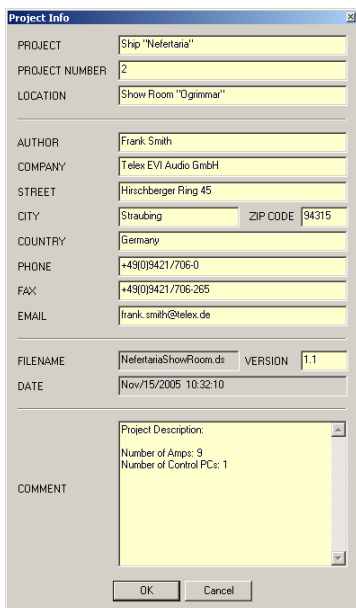 Project Info
PROJECT Ship "Nefertaria"
PROJECT NUMBER 2
LOCATION Show Room "Ogrimmar"
AUTHOR Frank Smith
COMPANY Telex EVI Audio GmbH
STREET Hirschberger Ring 45
CITY Straubing ZIP CODE 94315
COUNTRY Germany
PHONE +49(0)9421/706-0
FAX +49(0)9421/706-265
EMAIL frank.smith@telex.de
FILENAME NefertariaShowRoom.ds VERSION 1.1
DATE Nov/15/2005 10:32:10
Project Description:
Number of Amps: 9
Number of Control PCs: 1
COMMENT
OK Cancel